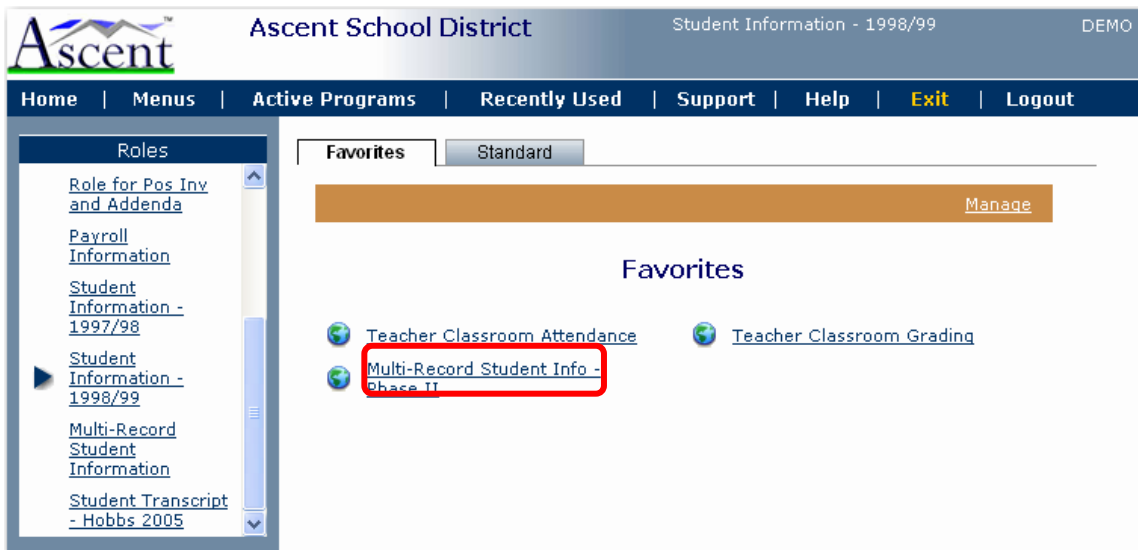 Ascent™
Ascent School District
Student Information - 1998/99
DEMO
Home | Menus | Active Programs | Recently Used | Support | Help | Exit | Logout
Roles
Role for Pos Inv
and Addenda
Payroll
Information
Student
Information -
1997/98
Student
Information -
1998/99
Multi-Record
Student
Information
Student Transcript
- Hobbs 2005
Favorites
Standard
Manage
Favorites
Teacher Classroom Attendance
Teacher Classroom Grading
Multi-Record Student Info -
Phase II